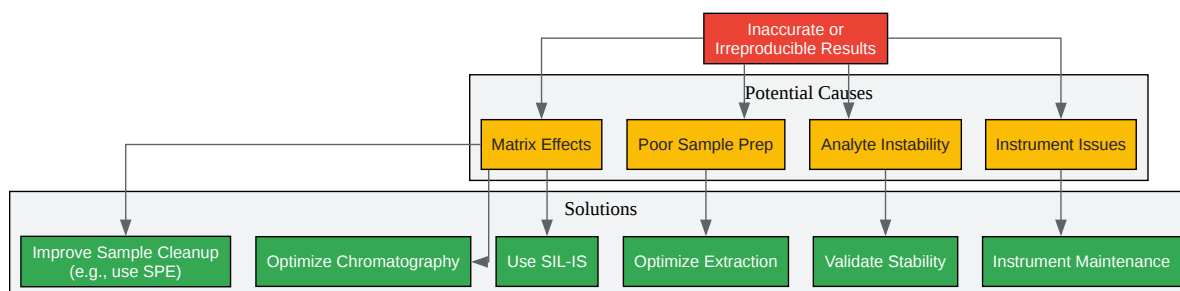 Inaccurate or
Irreproducible Results
Potential Causes
Matrix Effects
Poor Sample Prep
Analyte Instability
Instrument Issues
Solutions
Improve Sample Cleanup
(e.g., use SPE)
Optimize Chromatography
Use SIL-IS
Optimize Extraction
Validate Stability
Instrument Maintenance